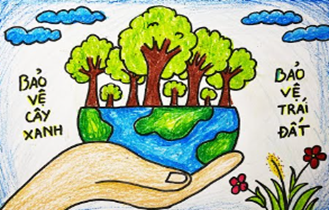 BẢO
VỆ
CÂY
XANH
BẢO
VỆ
TRÁI
ĐẤT